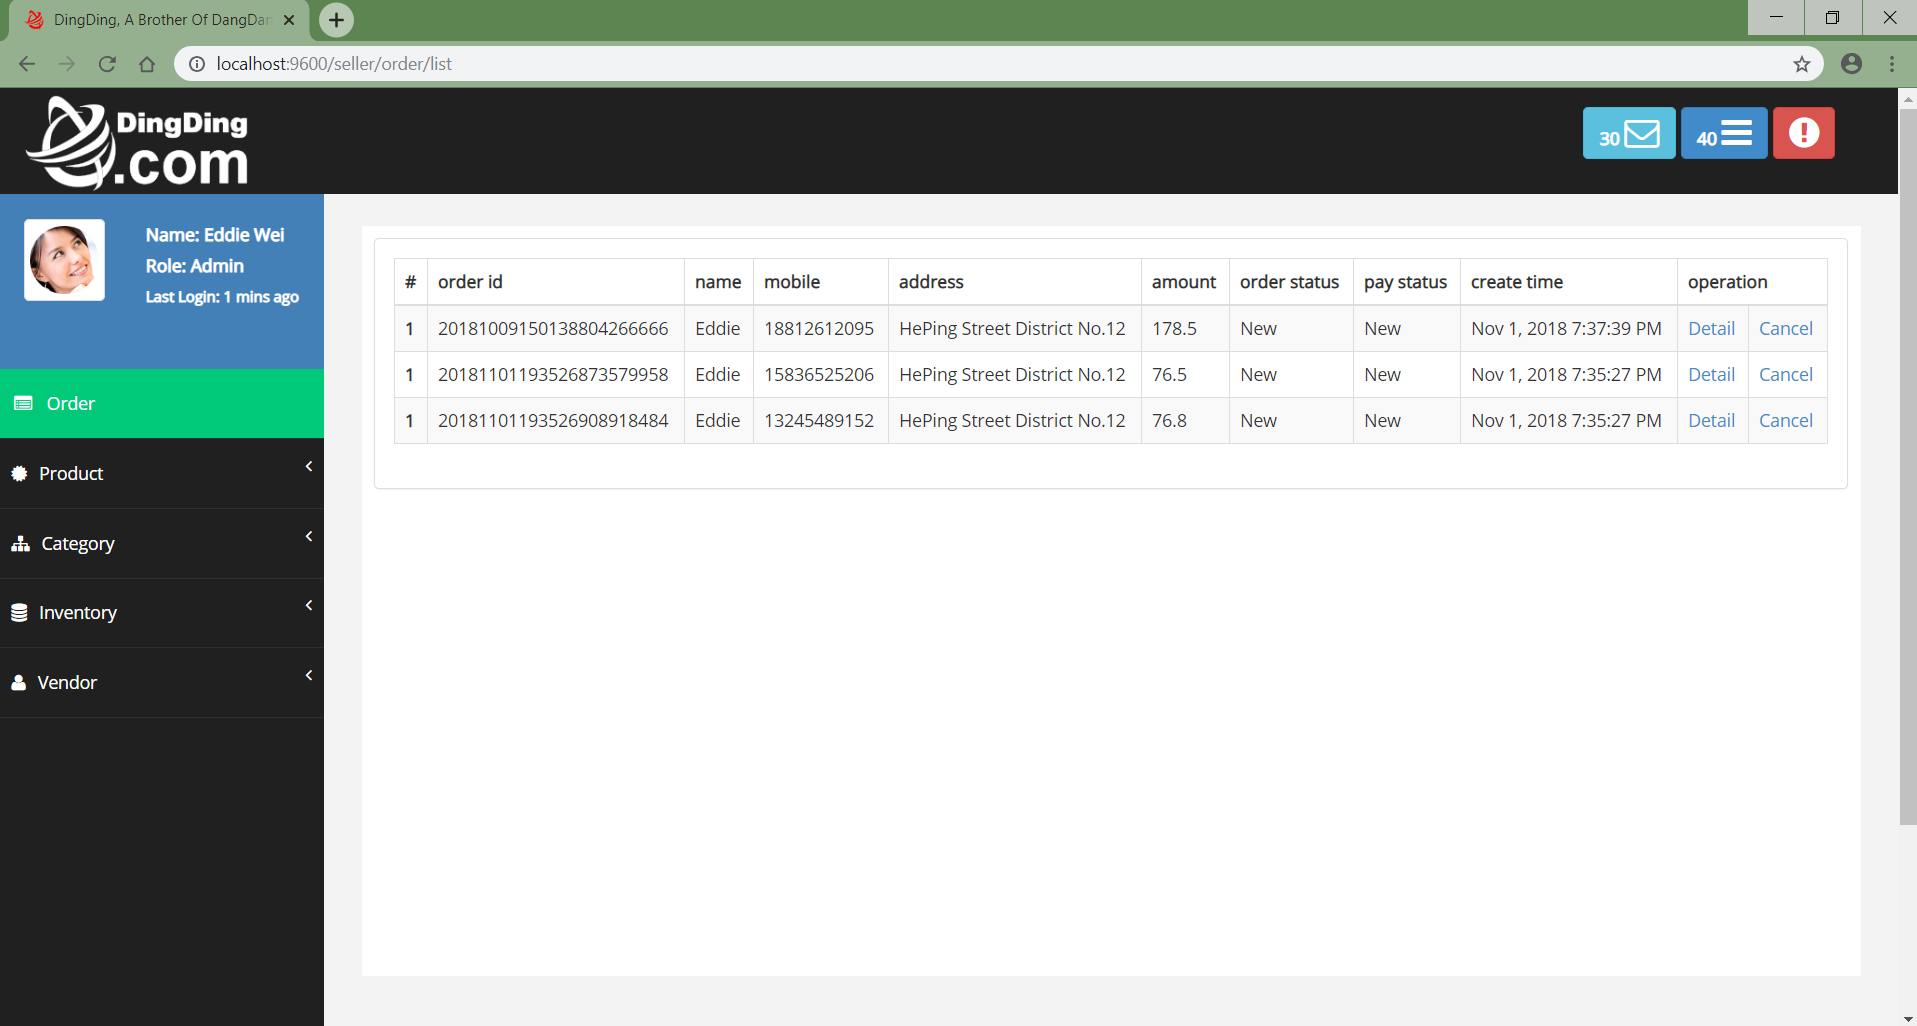 DingDing, A Brother Of DangDan
localhost:9600/seller/order/list
DingDing
.com
30
40
Name: Eddie Wei
Role: Admin
Last Login: 1 mins ago
Order
Product
Category
Inventory
Vendor
# order id name mobile address amount order status pay status create time operation
1 20181009150138804266666 Eddie 18812612095 HePing Street District No.12 178.5 New New Nov 1, 2018 7:37:39 PM Detail Cancel
1 20181101193526873579958 Eddie 15836525206 HePing Street District No.12 76.5 New New Nov 1, 2018 7:35:27 PM Detail Cancel
1 20181101193526908918484 Eddie 13245489152 HePing Street District No.12 76.8 New New Nov 1, 2018 7:35:27 PM Detail Cancel